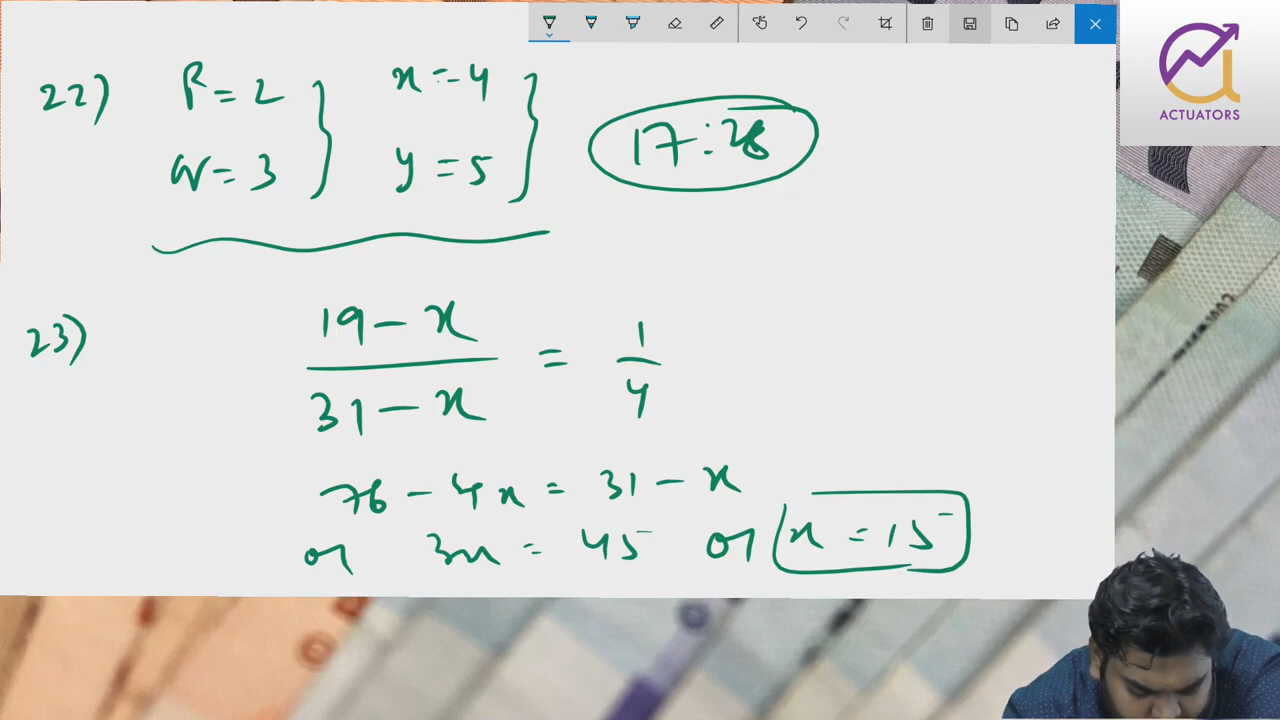 22) P = 2 x = 4
q = 3 y = 5
17 : 28
23) 19 - x / 31 - x = 1 / 4
76 - 4x = 31 - x
or 3x = 45 or x = 15
ACTUATORS